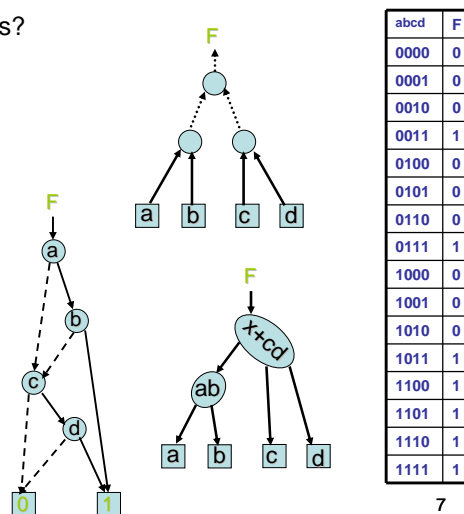 s?
F
a b c d
F
a
b
c
d
0 1
F
x+cd
ab
a b c d
abcd F
0000 0
0001 0
0010 0
0011 1
0100 0
0101 0
0110 0
0111 1
1000 0
1001 0
1010 0
1011 1
1100 1
1101 1
1110 1
1111 1
7